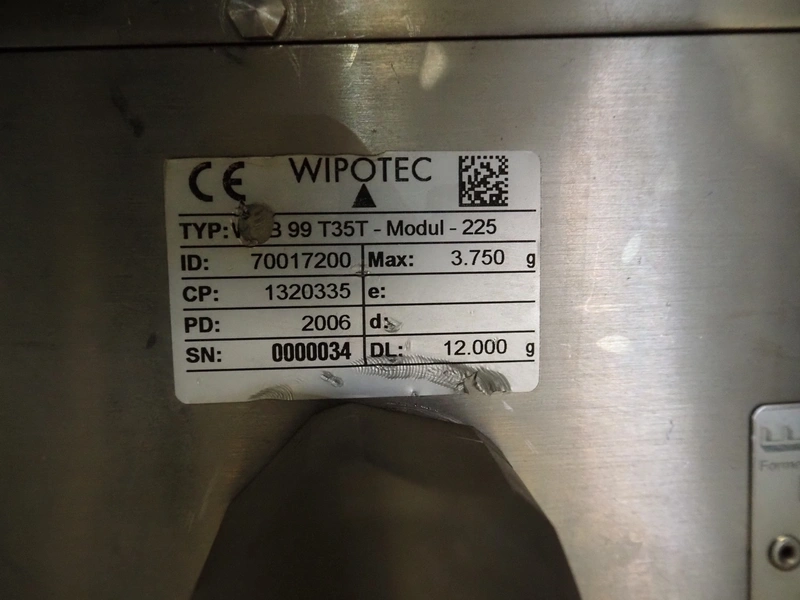 CE WIPOTEC
TYP: 99 T35T - Modul - 225
ID: 70017200 Max: 3.750 g
CP: 1320335 e:
PD: 2006 d:
SN: 0000034 DL: 12.000 g